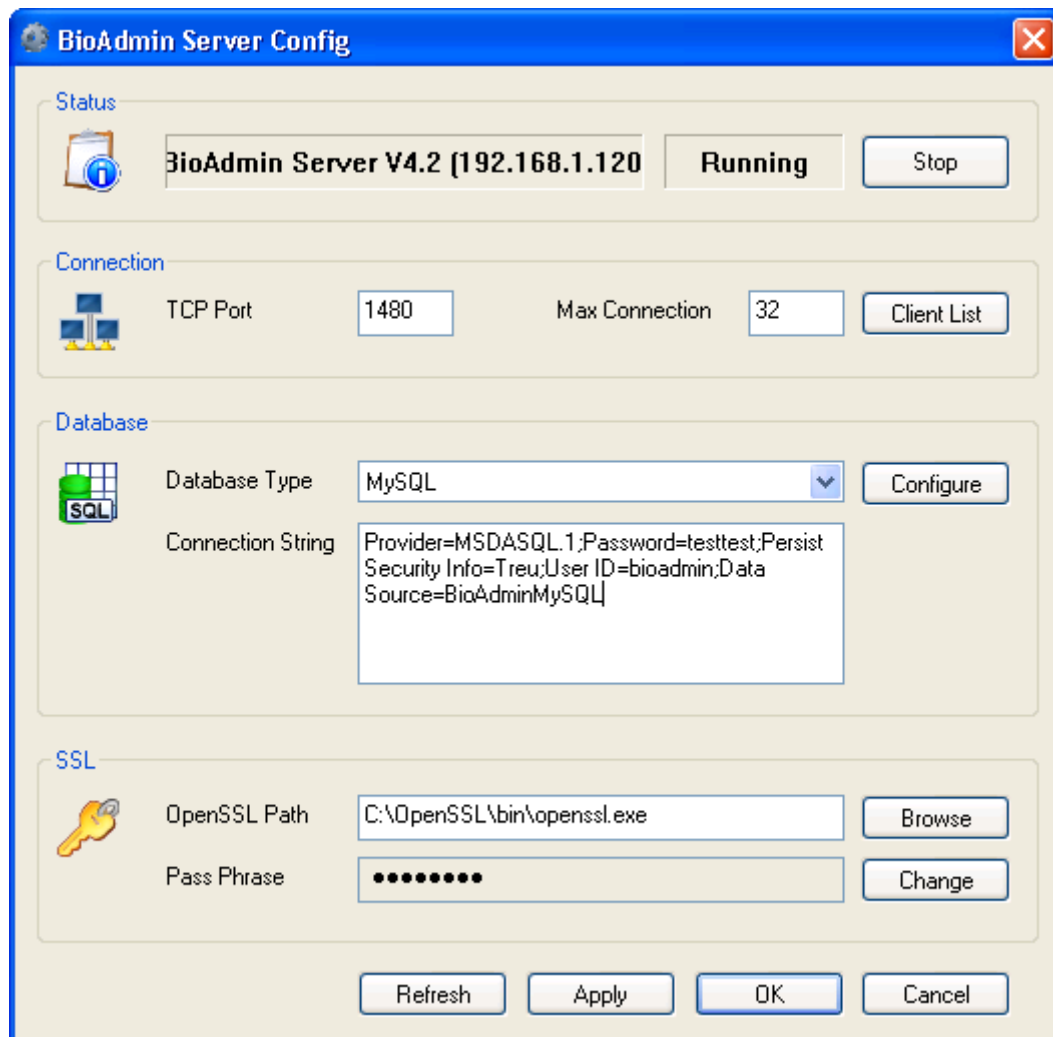 BioAdmin Server Config
Status
BioAdmin Server V4.2 (192.168.1.120
Running
Stop
Connection
TCP Port
1480
Max Connection
32
Client List
Database
SQL
Database Type
MySQL
Configure
Connection String
Provider=MSDASQL.1;Password=testtest;Persist
Security Info=Treu;User ID=bioadmin;Data
Source=BioAdminMySQL
SSL
OpenSSL Path
C:\OpenSSL\bin\openssl.exe
Browse
Pass Phrase
••••••••
Change
Refresh
Apply
OK
Cancel